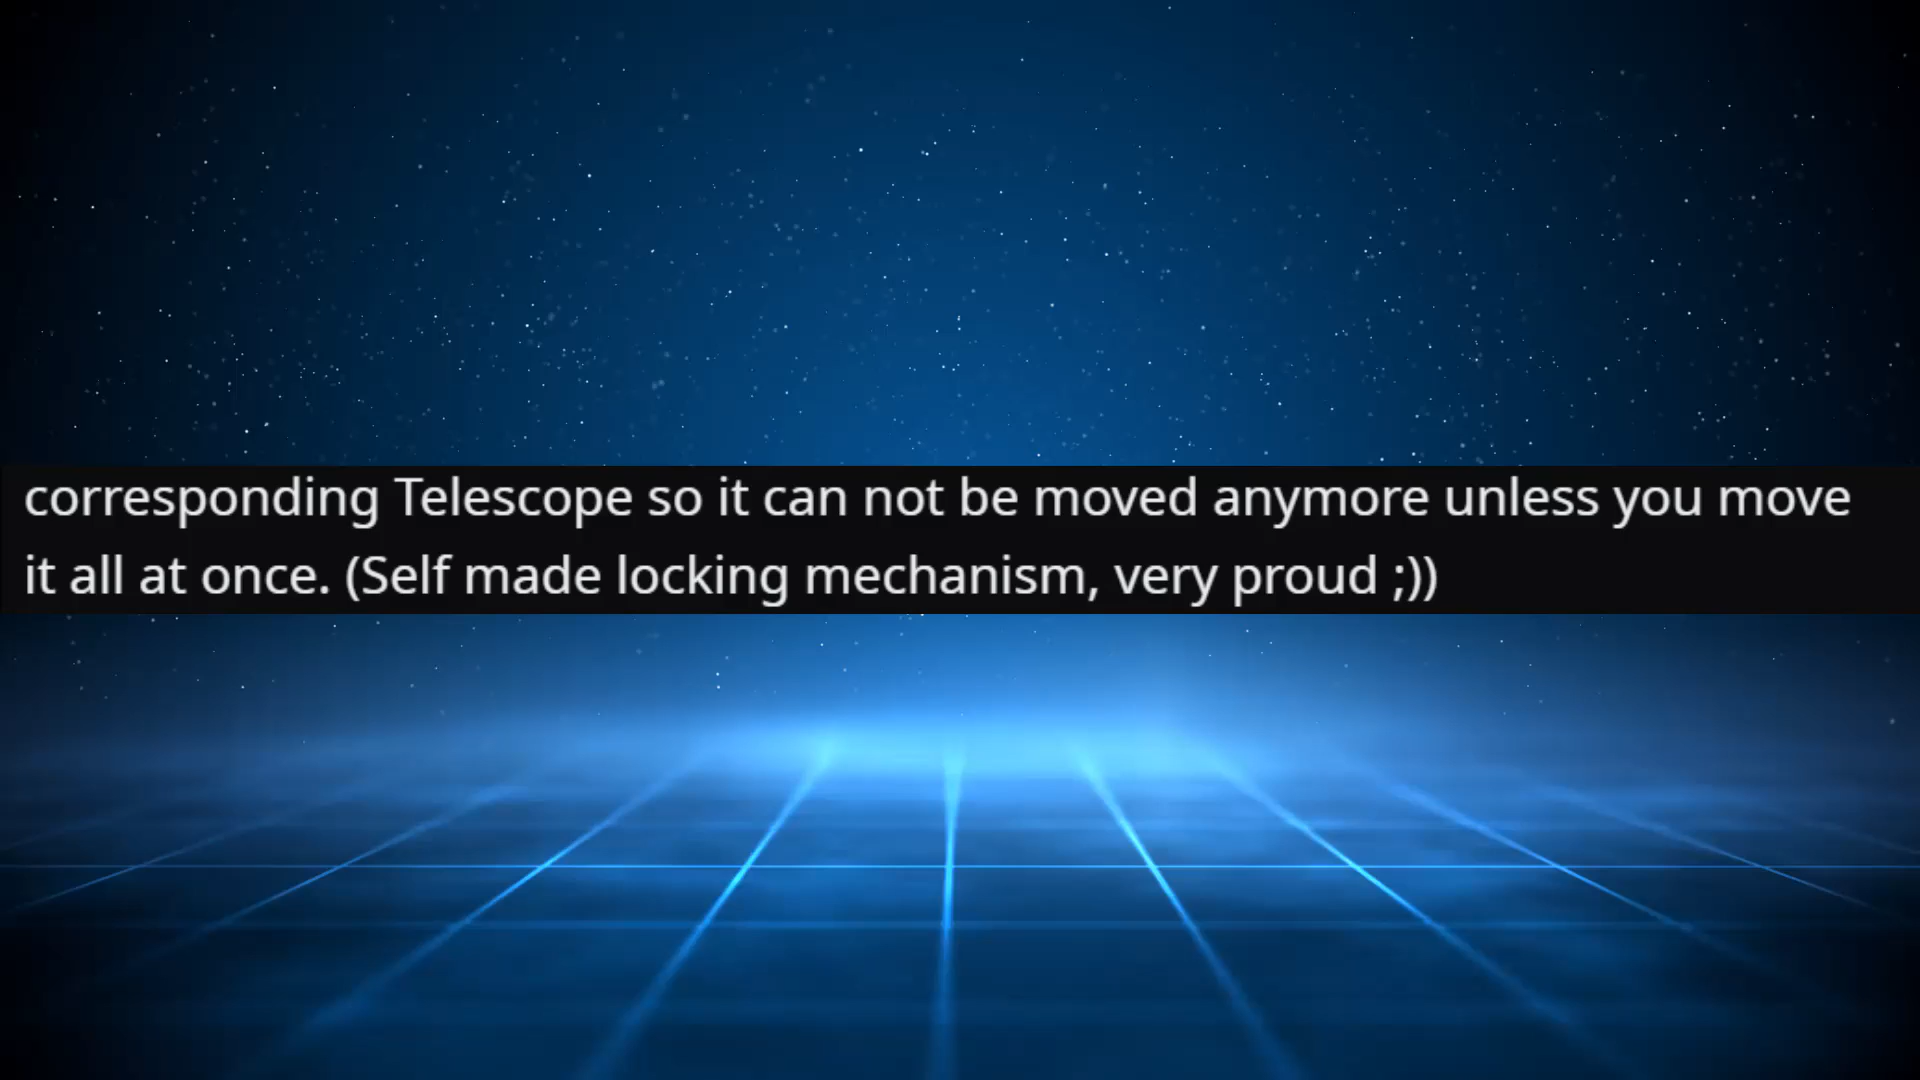 corresponding Telescope so it can not be moved anymore unless you move
it all at once. (Self made locking mechanism, very proud ;))